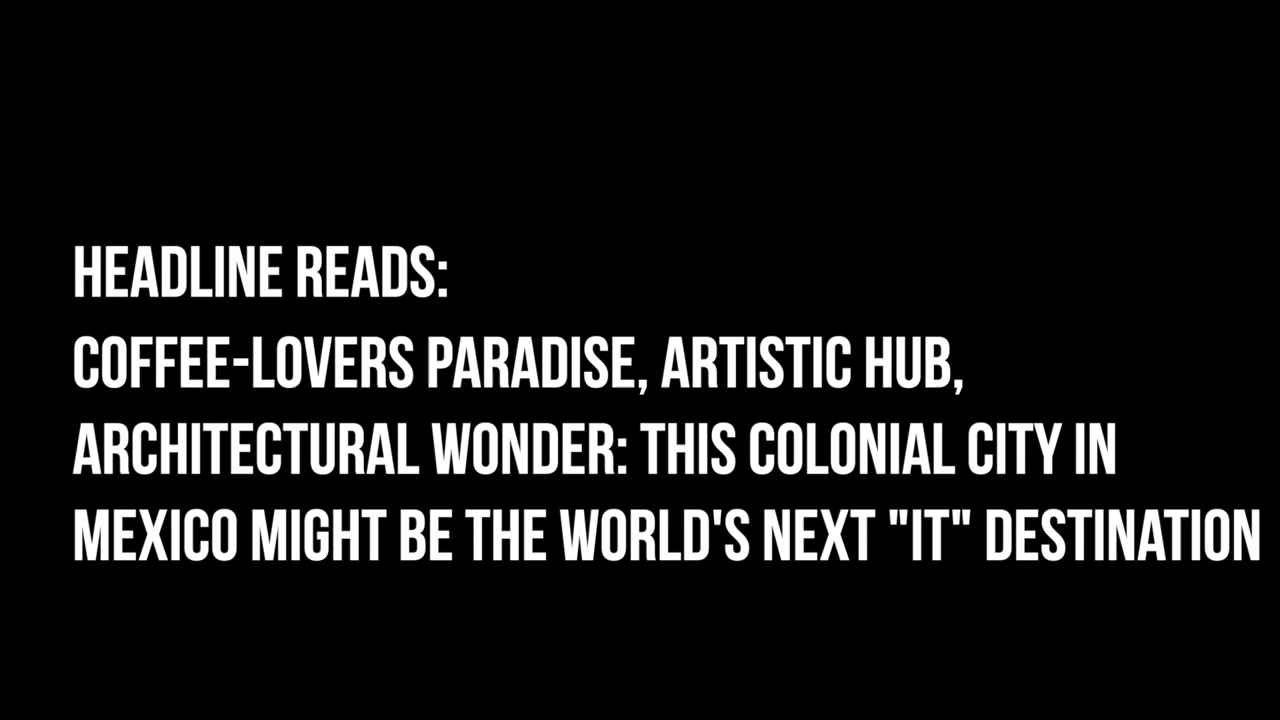 HEADLINE READS:
COFFEE-LOVERS PARADISE, ARTISTIC HUB,
ARCHITECTURAL WONDER: THIS COLONIAL CITY IN
MEXICO MIGHT BE THE WORLD'S NEXT "IT" DESTINATION